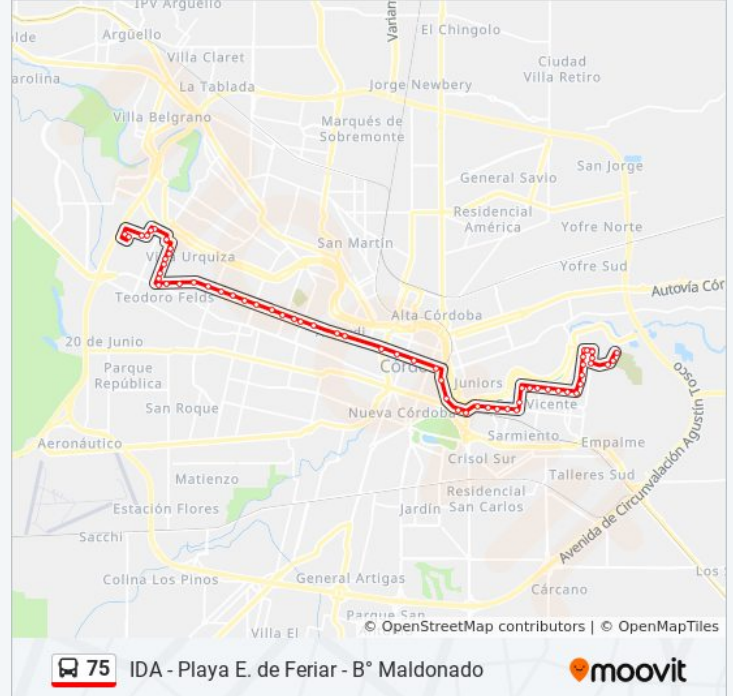 IPV Argüello
Argüello
alde
Villa Claret
El Chingolo
Varian
arolina
La Tablada
Jorge Newbery
Ciudad
Villa Retiro
Villa Belgrano
Marqués de
Sobremonte
San Jorge
General Savio
Residencial
América
Yofre Norte
San Martín
Villa Urquiza
Yofre Sud
Teodoro Felds
Autovía Cór
Alta Córdoba
20 de Junio
Parque
República
Córdo
Juniors
San Roque
Nueva Córdoba
Vicente
Aeronáutico
Sarmiento
Empalme
Crisol Sur
Talleres Sud
Matienzo
Residencial
San Carlos
Estación Flores
Jardín
Avenida de Circunvalación Agustín Tosco
Sacchi
Colina Los Pinos
General Artigas
Los
Cárcano
Parque San
Villa El
© OpenStreetMap contributors | © OpenMapTiles
75 IDA - Playa E. de Feriar - B° Maldonado
moovit